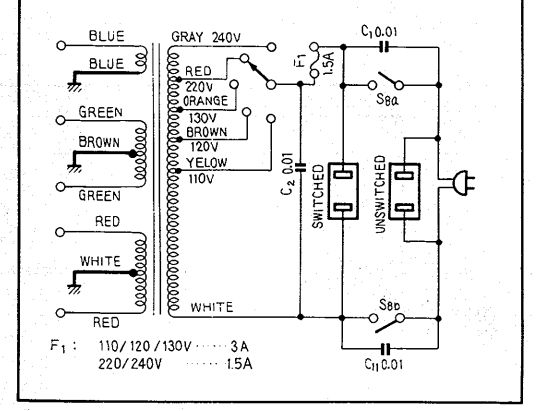 BLUE
BLUE
GREEN
BROWN
GREEN
RED
WHITE
RED
GRAY 240V
RED
220V
ORANGE
130V
BROWN
120V
YELOW
110V
WHITE
F1
1.5A
C1 0.01
S8a
C2 0.01
SWITCHED
UNSWITCHED
S8b
C11 0.01
F1 : 110/120/130V ······ 3A
220/240V ······ 1.5A